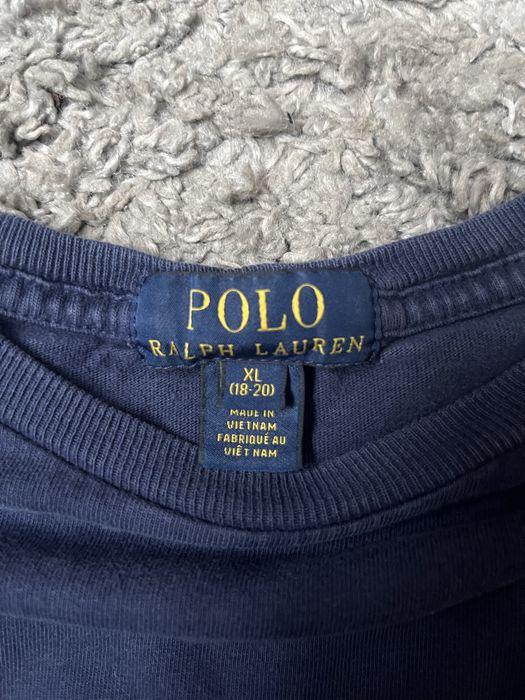 POLO
RALPH LAUREN
XL
(18-20)
MADE IN
VIETNAM
FABRIQUÉ AU
VIÊT NAM